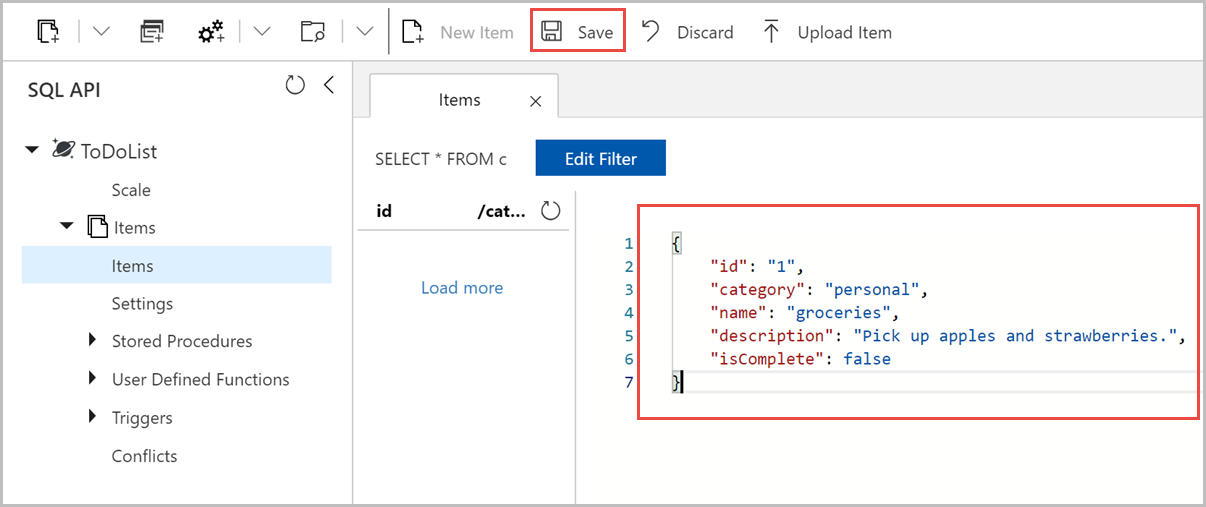 New Item Save Discard Upload Item
SQL API
Items
ToDoList
Scale
Items
Items
Settings
Stored Procedures
User Defined Functions
Triggers
Conflicts
SELECT * FROM c Edit Filter
id /cat...
Load more
1 {
2 "id": "1",
3 "category": "personal",
4 "name": "groceries",
5 "description": "Pick up apples and strawberries.",
6 "isComplete": false
7 }